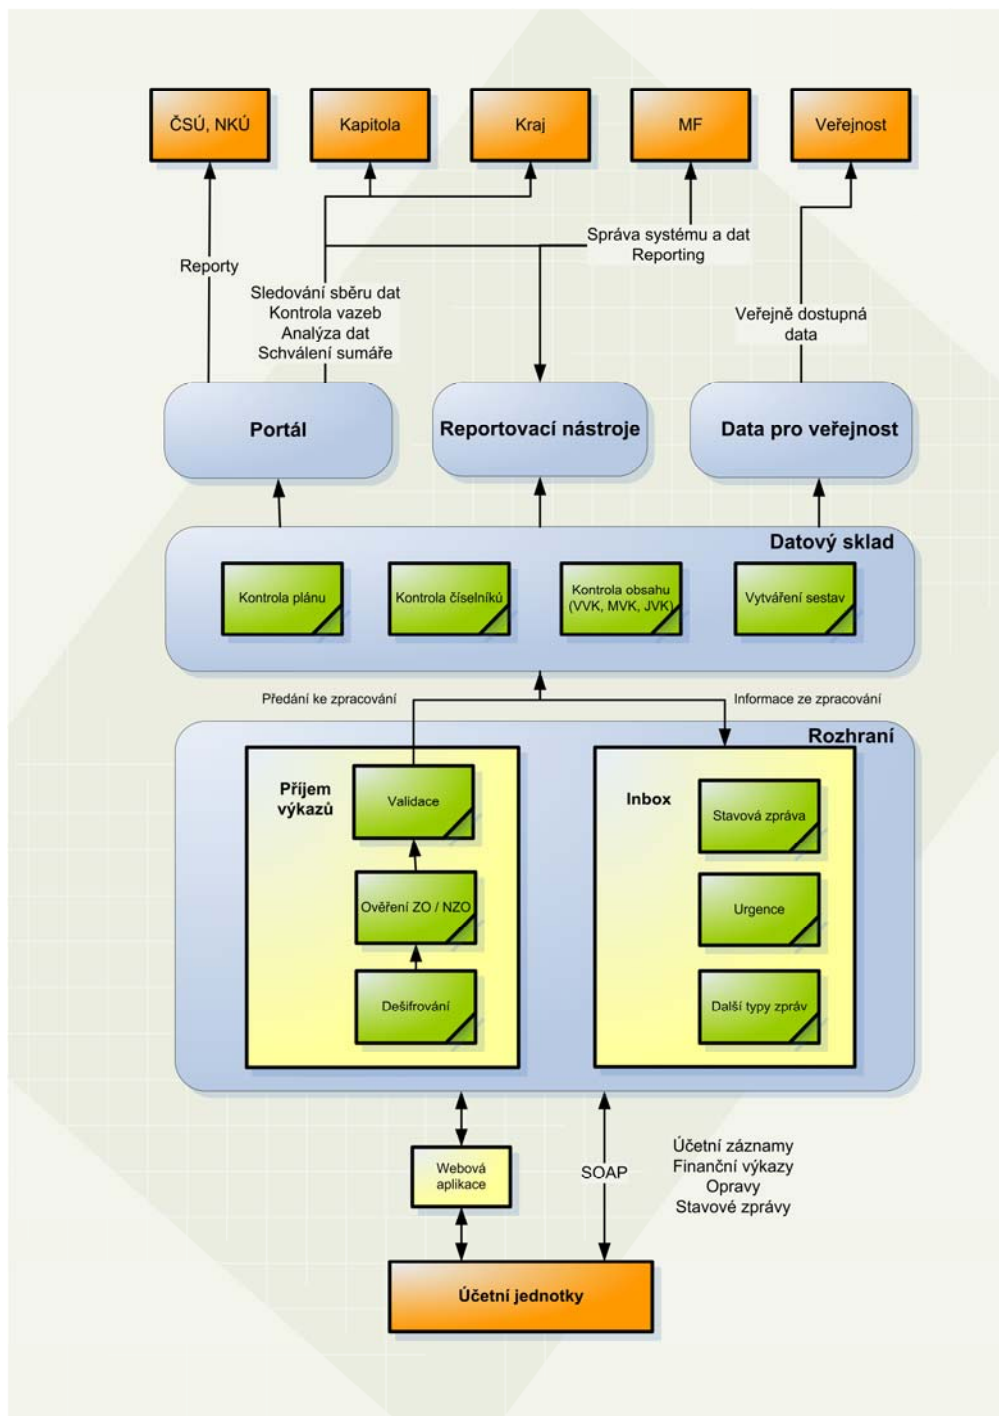 ČSÚ, NKÚ
Kapitola
Kraj
MF
Veřejnost
Správa systému a dat
Reporting
Reporty
Sledování sběru dat
Kontrola vazeb
Analýza dat
Schválení sumáře
Veřejně dostupná
data
Portál
Reportovací nástroje
Data pro veřejnost
Datový sklad
Kontrola plánu
Kontrola číselníků
Kontrola obsahu
(VVK, MVK, JVK)
Vytváření sestav
Předání ke zpracování
Informace ze zpracování
Rozhraní
Příjem
výkazů
Validace
Ověření ZO / NZO
Dešifrování
Inbox
Stavová zpráva
Urgence
Další typy zpráv
Webová
aplikace
SOAP
Účetní záznamy
Finanční výkazy
Opravy
Stavové zprávy
Účetní jednotky